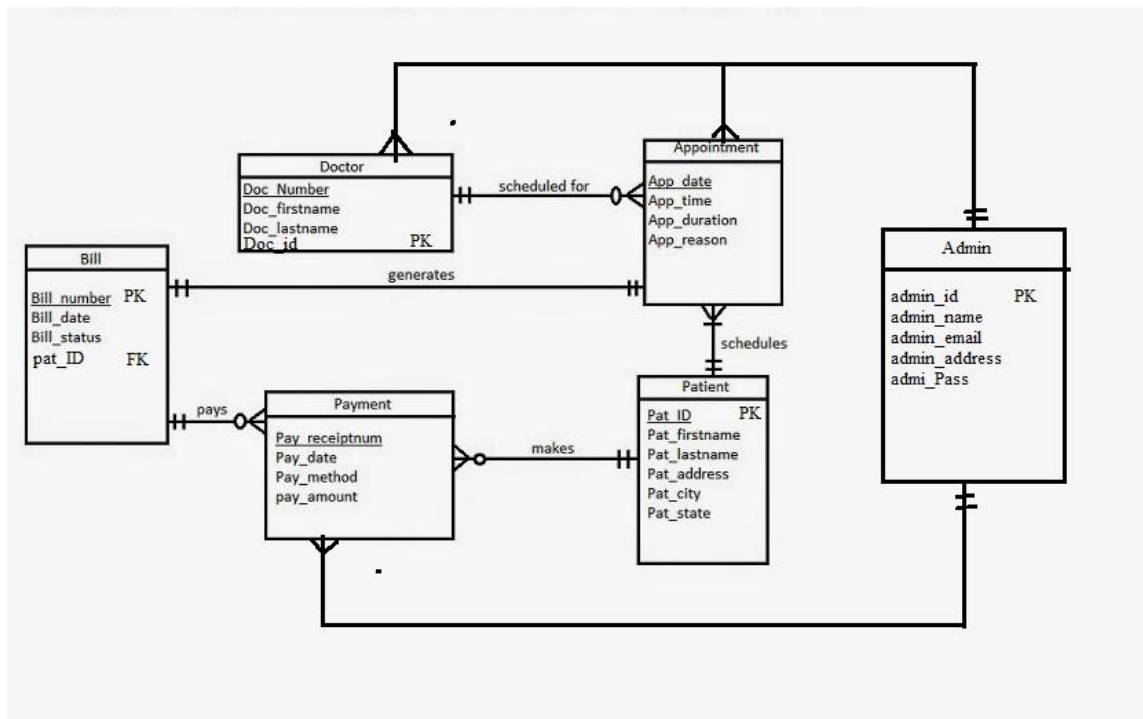 Doctor
Doc_Number
Doc_firstname
Doc_lastname
Doc_id PK
scheduled for
Appointment
App_date
App_time
App_duration
App_reason
Admin
admin_id PK
admin_name
admin_email
admin_address
admi_Pass
Bill
Bill_number PK
Bill_date
Bill_status
pat_ID FK
generates
schedules
pays
Payment
Pay_receiptnum
Pay_date
Pay_method
pay_amount
makes
Patient
Pat_ID PK
Pat_firstname
Pat_lastname
Pat_address
Pat_city
Pat_state